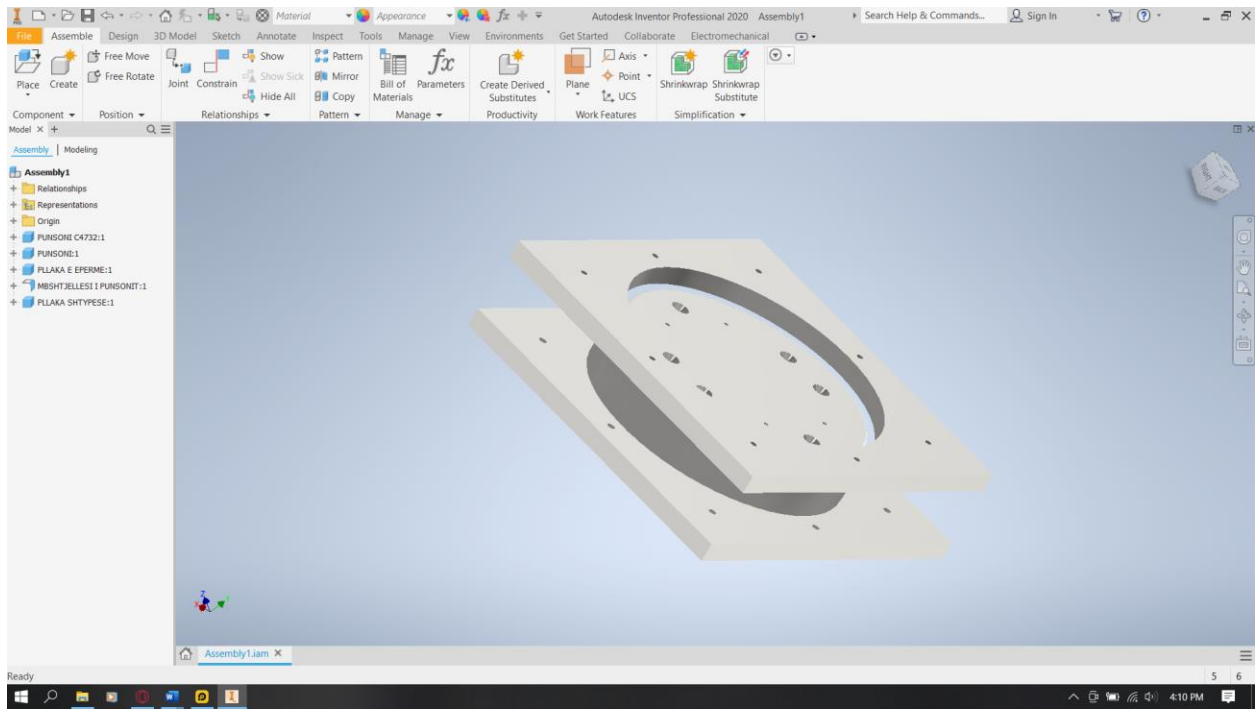 PRO
Material
Appearance
fx
Autodesk Inventor Professional 2020 Assembly1
Search Help & Commands...
Sign In
File Assemble Design 3D Model Sketch Annotate Inspect Tools Manage View Environments Get Started Collaborate Electromechanical
Place
Create
Free Move
Free Rotate
Joint
Constrain
Show
Show Sick
Hide All
Pattern
Mirror
Copy
Bill of
Materials
fx
Parameters
Create Derived
Substitutes
Plane
Axis
Point
UCS
Shrinkwrap
Shrinkwrap
Substitute
Component Position Relationships Pattern Manage Productivity Work Features Simplification
Model × +
Assembly | Modeling
Assembly1
Relationships
Representations
Origin
PUNSONI C4732:1
PUNSONI:1
PLLAKA E EPERME:1
MBSHTJELLESI I PUNSONIT:1
PLLAKA SHTYPESE:1
RIGHT
Z
X
Y
Assembly1.iam ×
Ready
5 6
4:10 PM